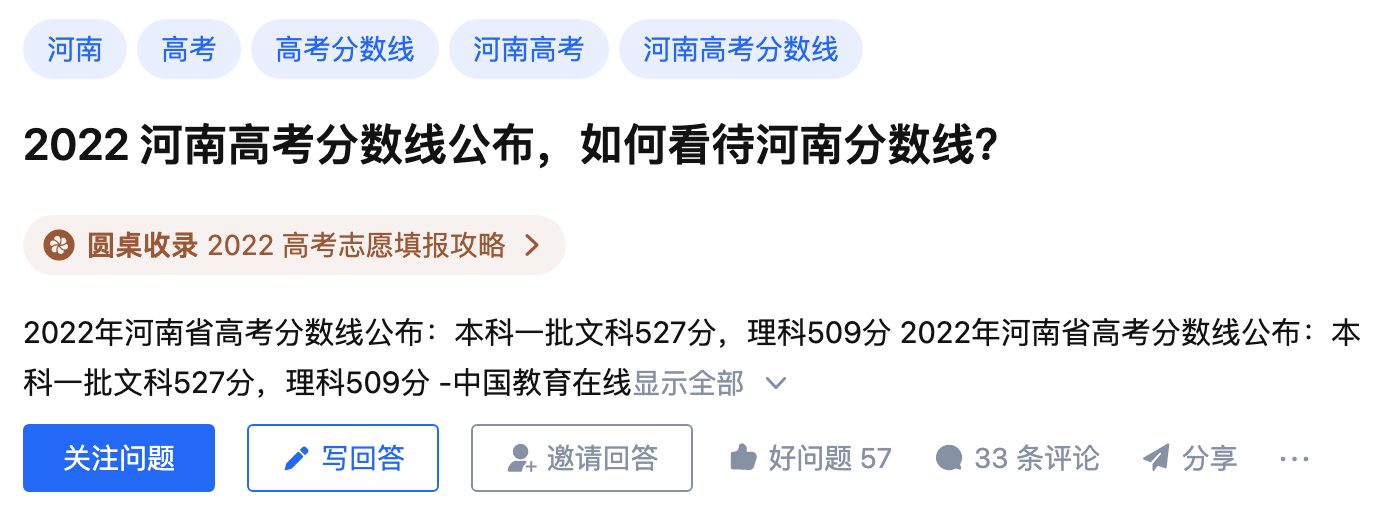 河南 高考 高考分数线 河南高考 河南高考分数线
2022 河南高考分数线公布，如何看待河南分数线？
圆桌收录 2022 高考志愿填报攻略
2022年河南省高考分数线公布：本科一批文科527分，理科509分 2022年河南省高考分数线公布：本
科一批文科527分，理科509分 -中国教育在线显示全部
关注问题 写回答 邀请回答 好问题 57 33 条评论 分享 ···